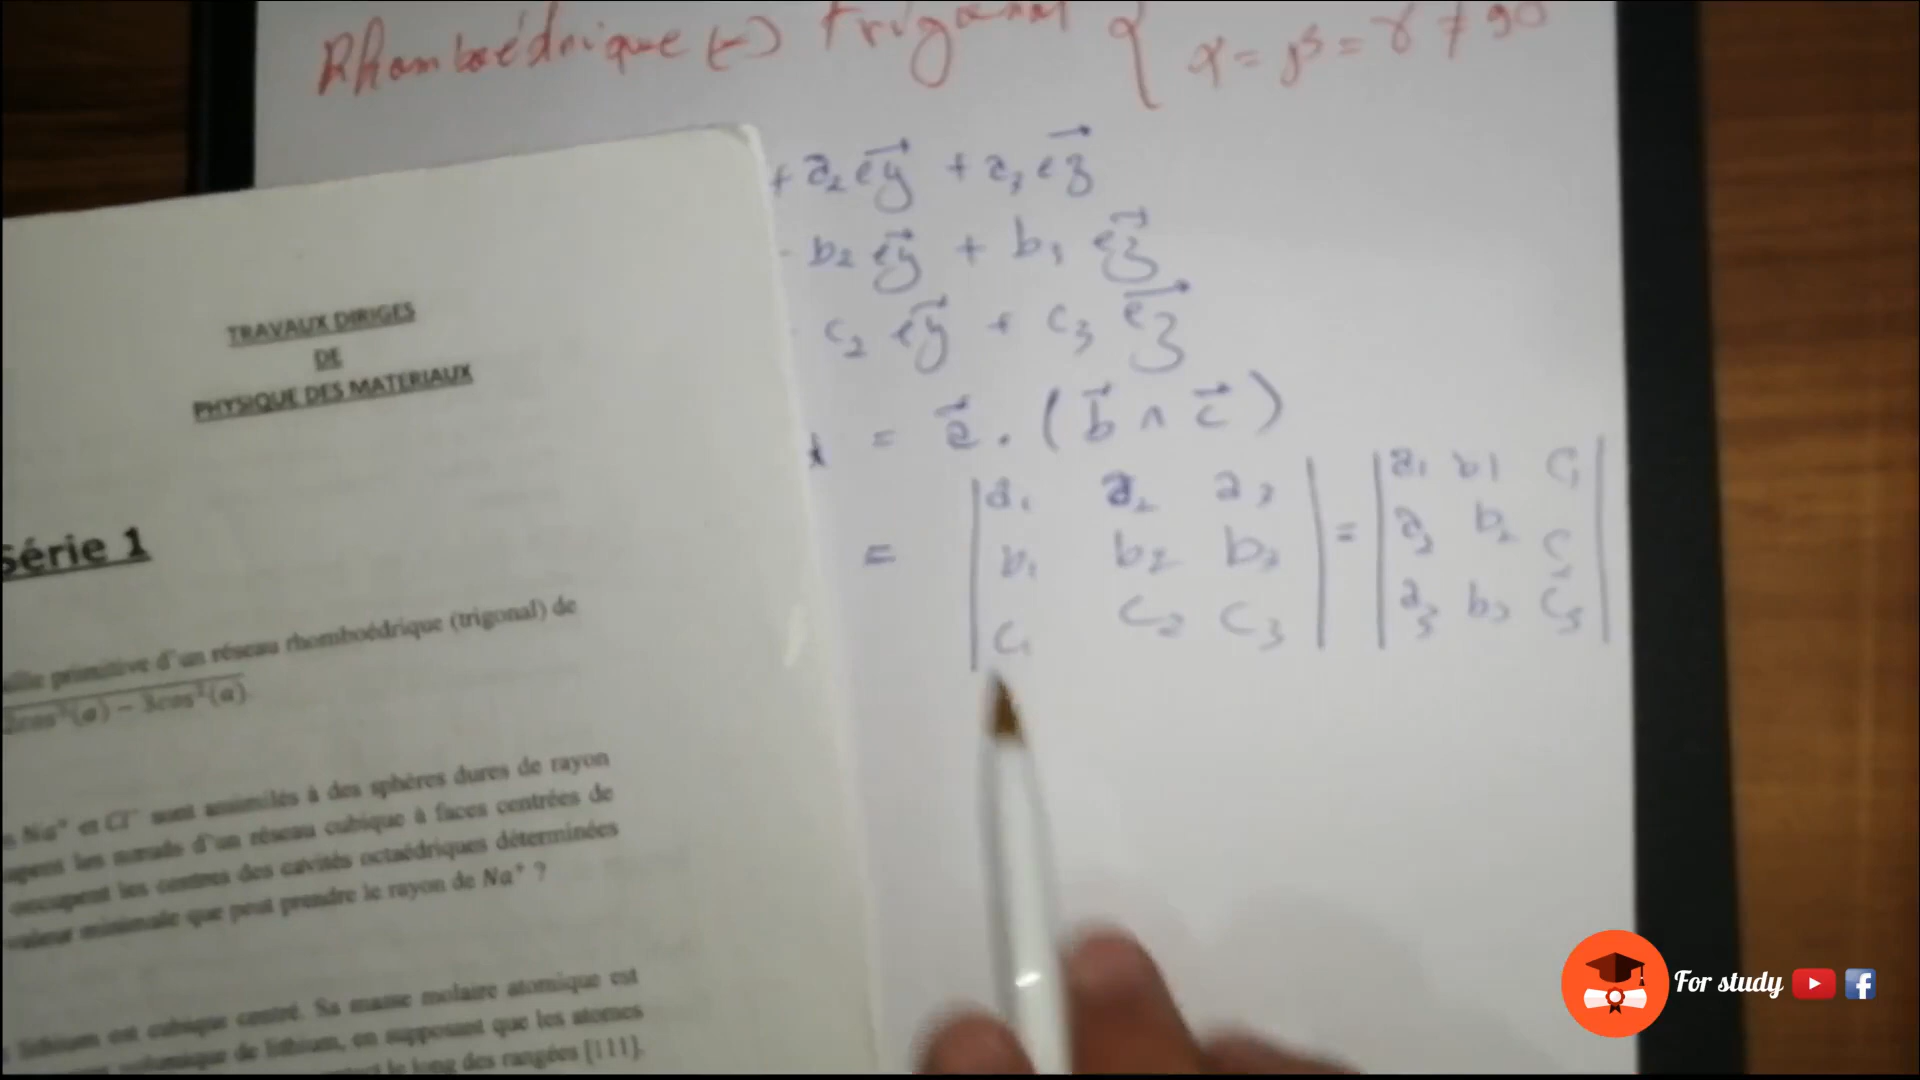 Rhomboédrique (-) trigonal { α = β = γ ≠ 90
+ a₂ e⃗y + a₃ e⃗z
b₂ e⃗y + b₃ e⃗z
c₂ e⃗y + c₃ e⃗z
= a⃗ . ( b⃗ ∧ c⃗ )
= | a₁ a₂ a₃ | = | a₁ b₁ c₁ |
| b₁ b₂ b₃ | | a₂ b₂ c₂ |
| c₁ c₂ c₃ | | a₃ b₃ c₃ |
TRAVAUX DIRIGES
DE
PHYSIQUE DES MATERIAUX
Série 1
primitive d'un réseau rhomboédrique (trigonal) de
2cos³(α) − 3cos²(α)
Na⁺ et Cl⁻ sont assimilés à des sphères dures de rayon
les nœuds d'un réseau cubique à faces centrées de
occupent les centres des cavités octaédriques déterminées
valeur minimale que peut prendre le rayon de Na⁺ ?
lithium est cubique centré. Sa masse molaire atomique est
volumique de lithium, en supposant que les atomes
le long des rangées [111].
For study